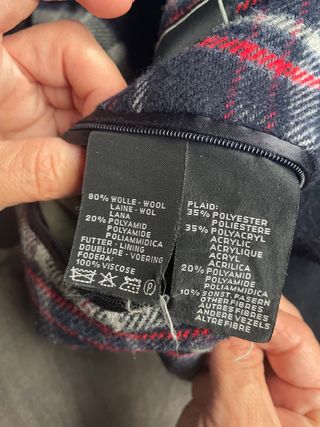 80% WOLLE - WOOL
LAINE - WOL
LANA
20% POLYAMID
POLYAMIDE
POLIAMMIDICA
FUTTER - LINING
DOUBLURE - VOERING
FODERA:
100% VISCOSE
P
PLAID:
35% POLYESTER
POLIESTERE
35% POLYACRYL
ACRYLIC
ACRYLIQUE
ACRYL
ACRILICA
20% POLYAMID
POLYAMIDE
POLIAMMIDICA
10% SONST. FASERN
OTHER FIBRES
AUTRES FIBRES
ANDERE VEZELS
ALTRE FIBRE